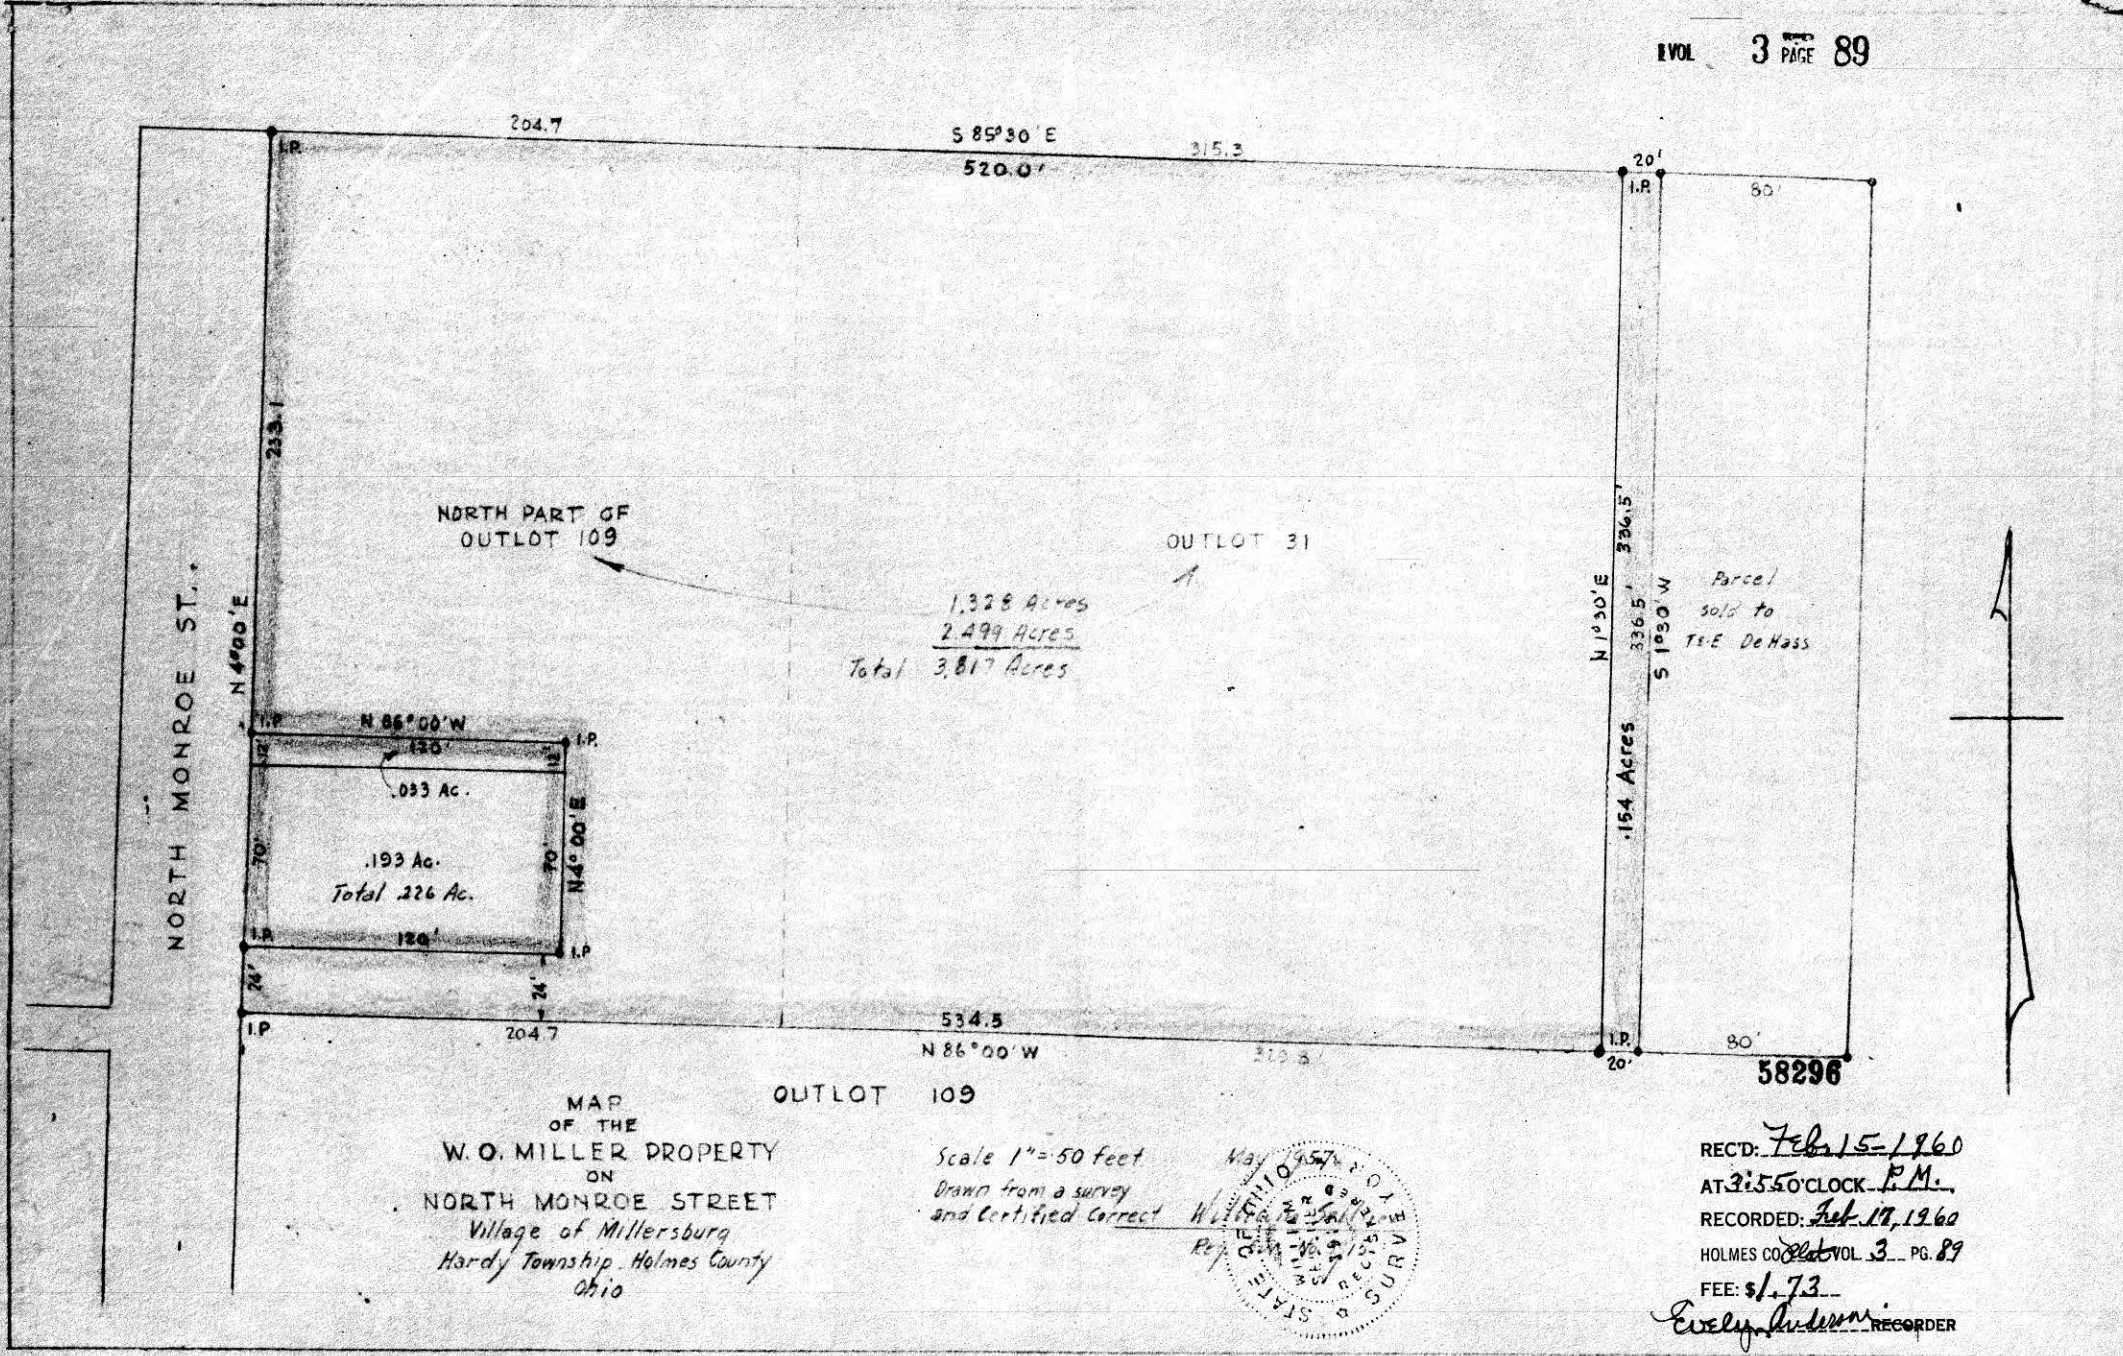 VOL 3 PAGE 89
204.7
S 85°30'E
520.0'
315.3
20'
80'
I.P.
I.P.
233.1
N 4°00'E
NORTH MONROE ST.
NORTH PART OF
OUTLOT 109
OUTLOT 31
1.328 Acres
2.499 Acres
Total 3.817 Acres
N 1°30'E
336.5'
336.5'
S 1°30'W
.154 Acres
Parcel
sold to
T&E DeHass
I.P.
N 86°00'W
120'
I.P.
12'
12'
.033 Ac.
70'
70'
N 4°00'E
.193 Ac.
Total .226 Ac.
I.P.
120'
I.P.
24'
24'
I.P.
204.7
534.5
N 86°00'W
I.P.
20'
80'
58296
OUTLOT 109
MAP
OF THE
W. O. MILLER PROPERTY
ON
NORTH MONROE STREET
Village of Millersburg
Hardy Township. Holmes County
Ohio
Scale 1"=50 feet
May 1957
Drawn from a survey
and Certified Correct
STATE OF OHIO
REGISTERED
SURVEYOR
REC'D: Feb. 15-1960
AT 3:55 O'CLOCK P.M.
RECORDED: Feb 17, 1960
HOLMES CO Plat VOL 3 PG. 89
FEE: $1.73
Evelyn Anderson RECORDER